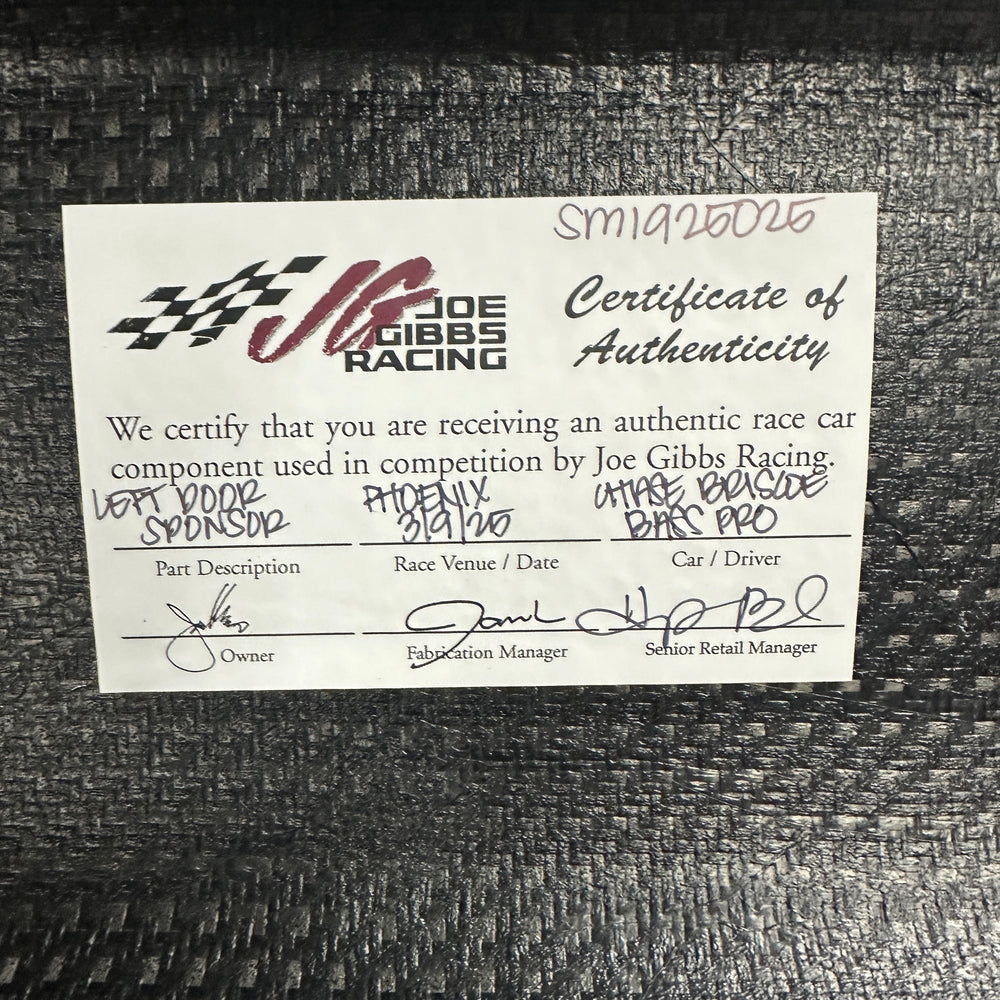 SM1925025
JG JOE
GIBBS
RACING
Certificate of
Authenticity
We certify that you are receiving an authentic race car
component used in competition by Joe Gibbs Racing.
LEFT DOOR
SPONSOR
PHOENIX
3/9/25
CHASE BRISCOE
BASS PRO
Part Description
Race Venue / Date
Car / Driver
Owner
Fabrication Manager
Senior Retail Manager